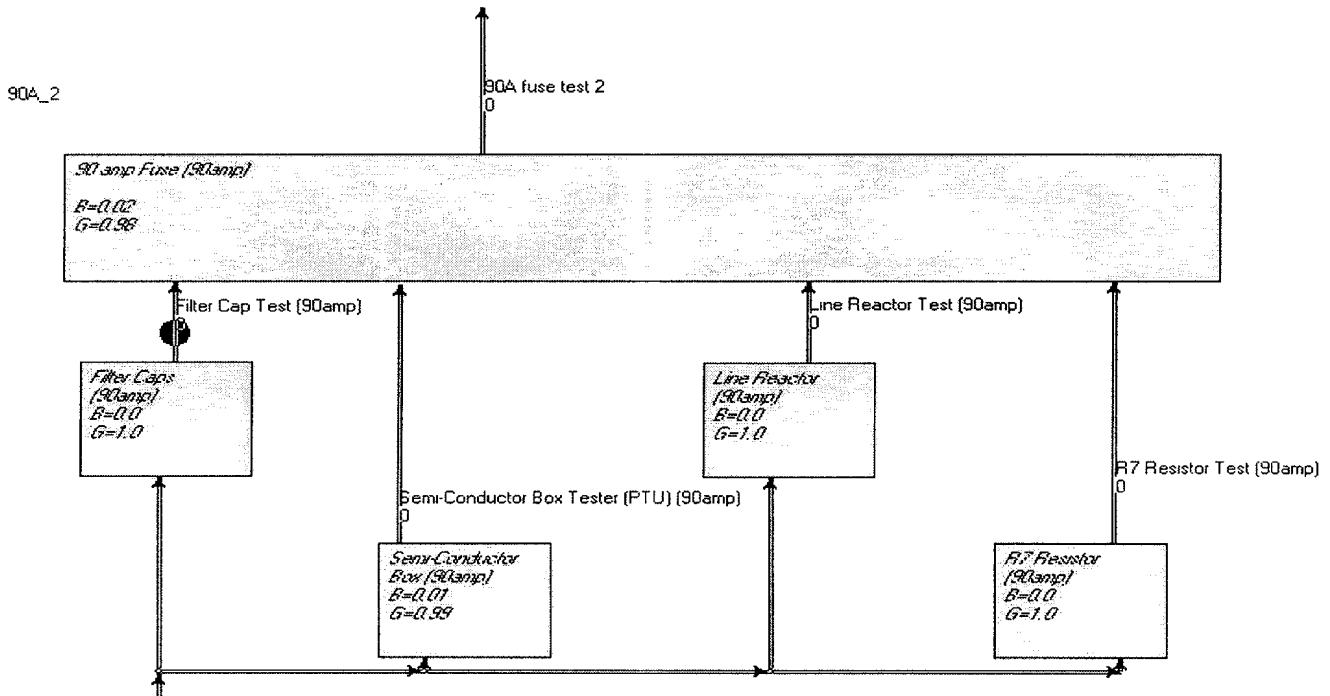 90A_2
90A fuse test 2
0
90 amp Fuse (90amp)
B=0.02
G=0.98
Filter Cap Test (90amp)
0
Line Reactor Test (90amp)
0
Filter Caps
(90amp)
B=0.0
G=1.0
Line Reactor
(90amp)
B=0.0
G=1.0
R7 Resistor Test (90amp)
0
Semi-Conductor Box Tester (PTU) (90amp)
0
Semi-Conductor
Box (90amp)
B=0.01
G=0.99
R7 Resistor
(90amp)
B=0.0
G=1.0